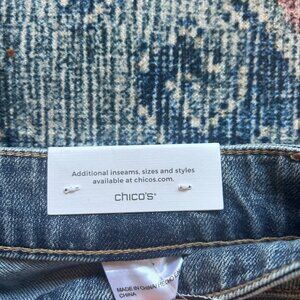 Additional inseams, sizes and styles
available at chicos.com.
chico's®
MADE IN CHINA
CHINA